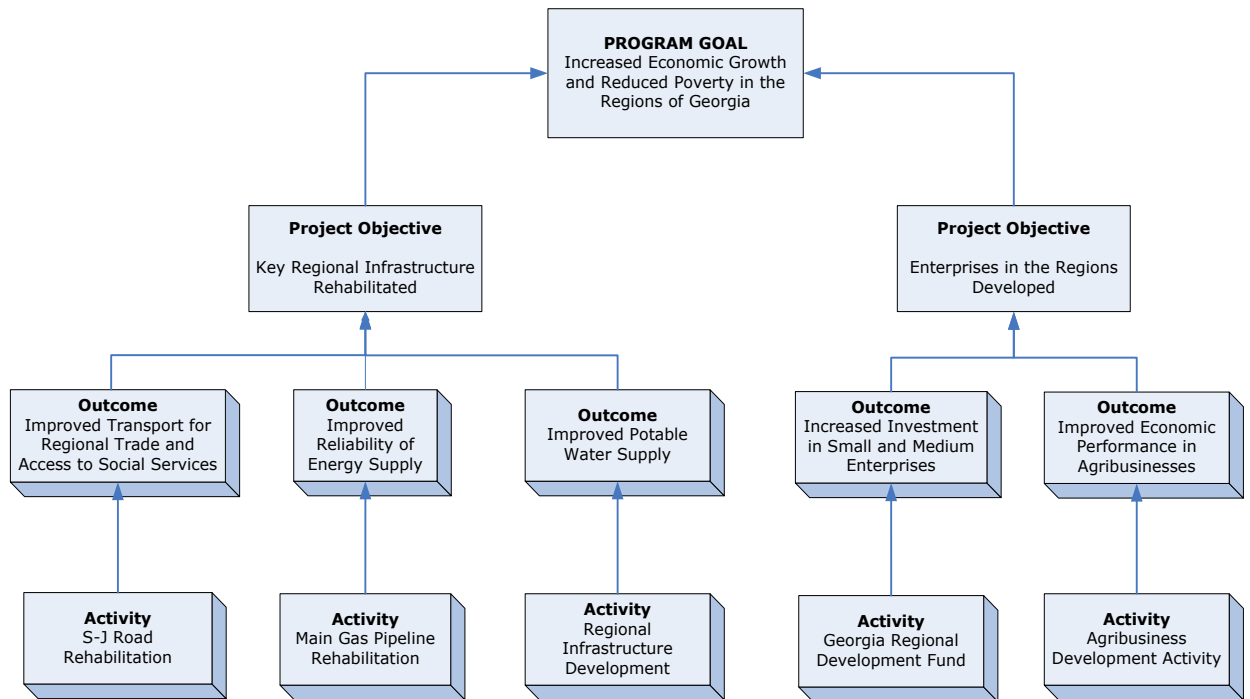 PROGRAM GOAL
Increased Economic Growth
and Reduced Poverty in the
Regions of Georgia
Project Objective
Key Regional Infrastructure
Rehabilitated
Project Objective
Enterprises in the Regions
Developed
Outcome
Improved Transport for
Regional Trade and
Access to Social Services
Outcome
Improved
Reliability of
Energy Supply
Outcome
Improved Potable
Water Supply
Outcome
Increased Investment
in Small and Medium
Enterprises
Outcome
Improved Economic
Performance in
Agribusinesses
Activity
S-J Road
Rehabilitation
Activity
Main Gas Pipeline
Rehabilitation
Activity
Regional
Infrastructure
Development
Activity
Georgia Regional
Development Fund
Activity
Agribusiness
Development Activity